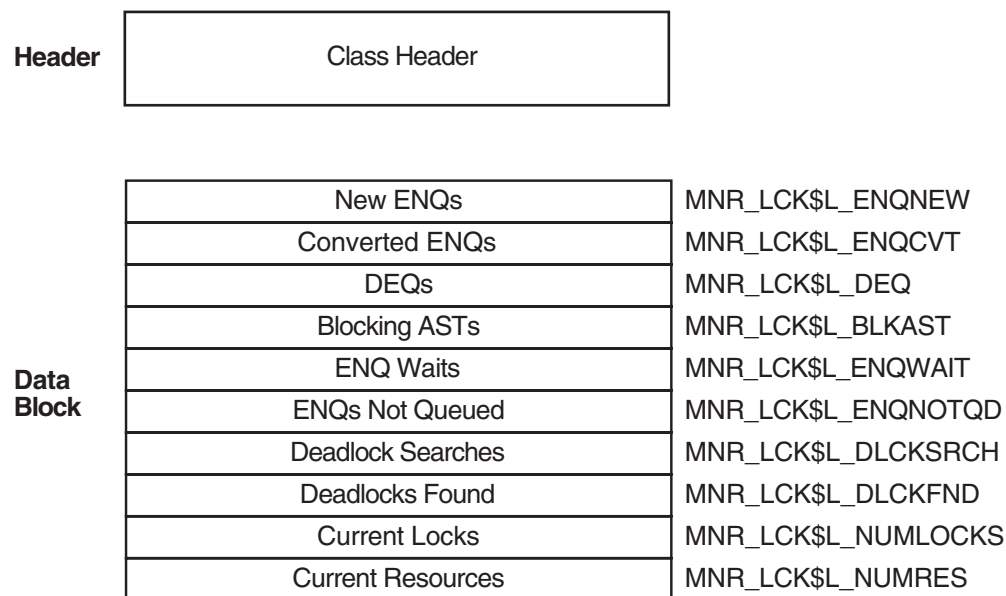 Header
Class Header
New ENQs MNR_LCK$L_ENQNEW
Converted ENQs MNR_LCK$L_ENQCVT
DEQs MNR_LCK$L_DEQ
Blocking ASTs MNR_LCK$L_BLKAST
Data
Block
ENQ Waits MNR_LCK$L_ENQWAIT
ENQs Not Queued MNR_LCK$L_ENQNOTQD
Deadlock Searches MNR_LCK$L_DLCKSRCH
Deadlocks Found MNR_LCK$L_DLCKFND
Current Locks MNR_LCK$L_NUMLOCKS
Current Resources MNR_LCK$L_NUMRES